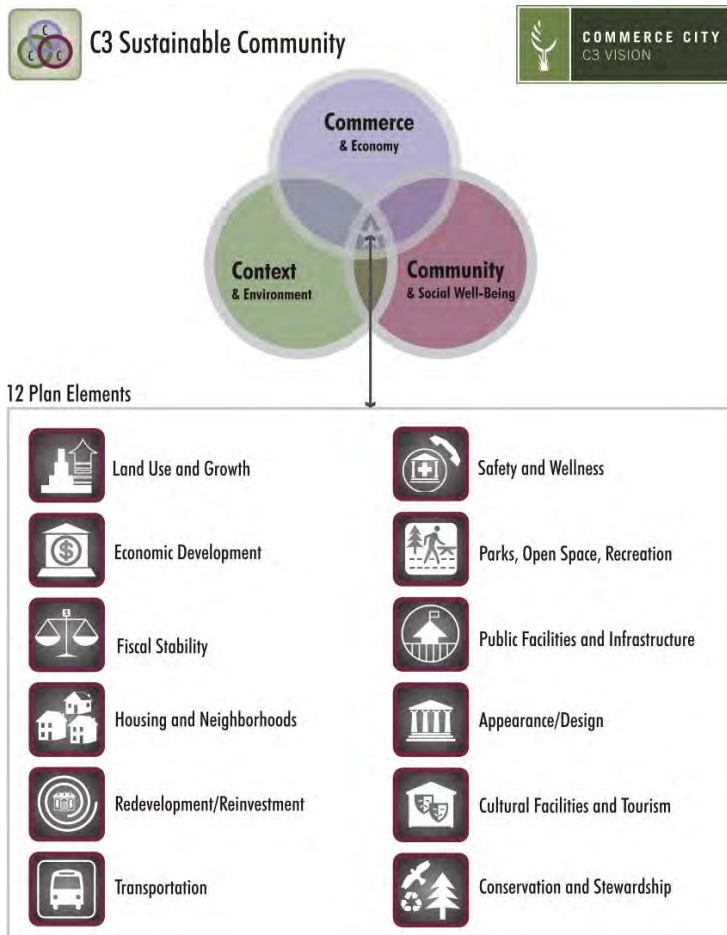 C
C C
C3 Sustainable Community
COMMERCE CITY
C3 VISION
Commerce
& Economy
Context
& Environment
Community
& Social Well-Being
12 Plan Elements
Land Use and Growth
Economic Development
Fiscal Stability
Housing and Neighborhoods
Redevelopment/Reinvestment
Transportation
Safety and Wellness
Parks, Open Space, Recreation
Public Facilities and Infrastructure
Appearance/Design
Cultural Facilities and Tourism
Conservation and Stewardship